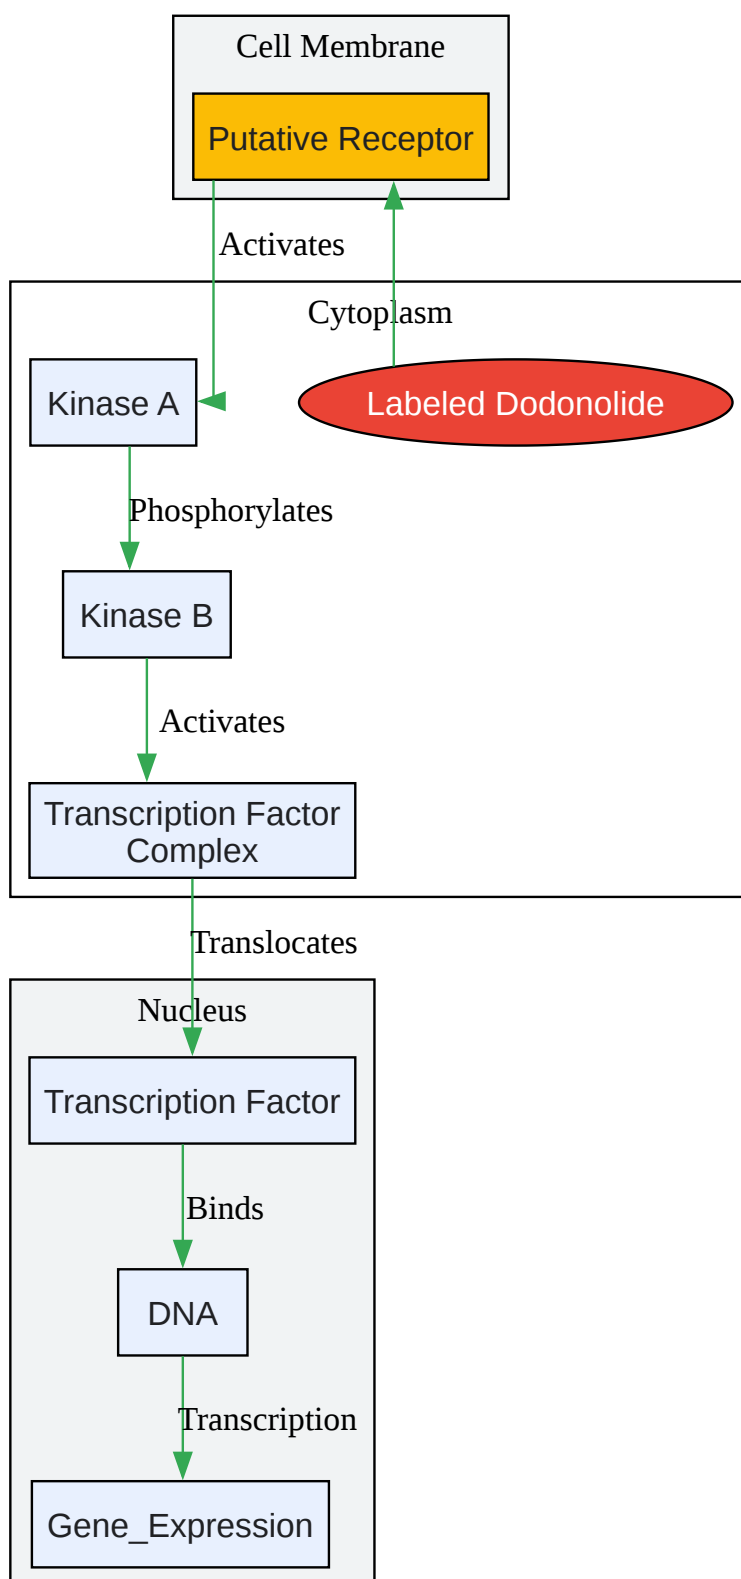 Cell Membrane
Putative Receptor
Activates
Cytoplasm
Kinase A
Labeled Dodonolide
Phosphorylates
Kinase B
Activates
Transcription Factor
Complex
Translocates
Nucleus
Transcription Factor
Binds
DNA
Transcription
Gene_Expression